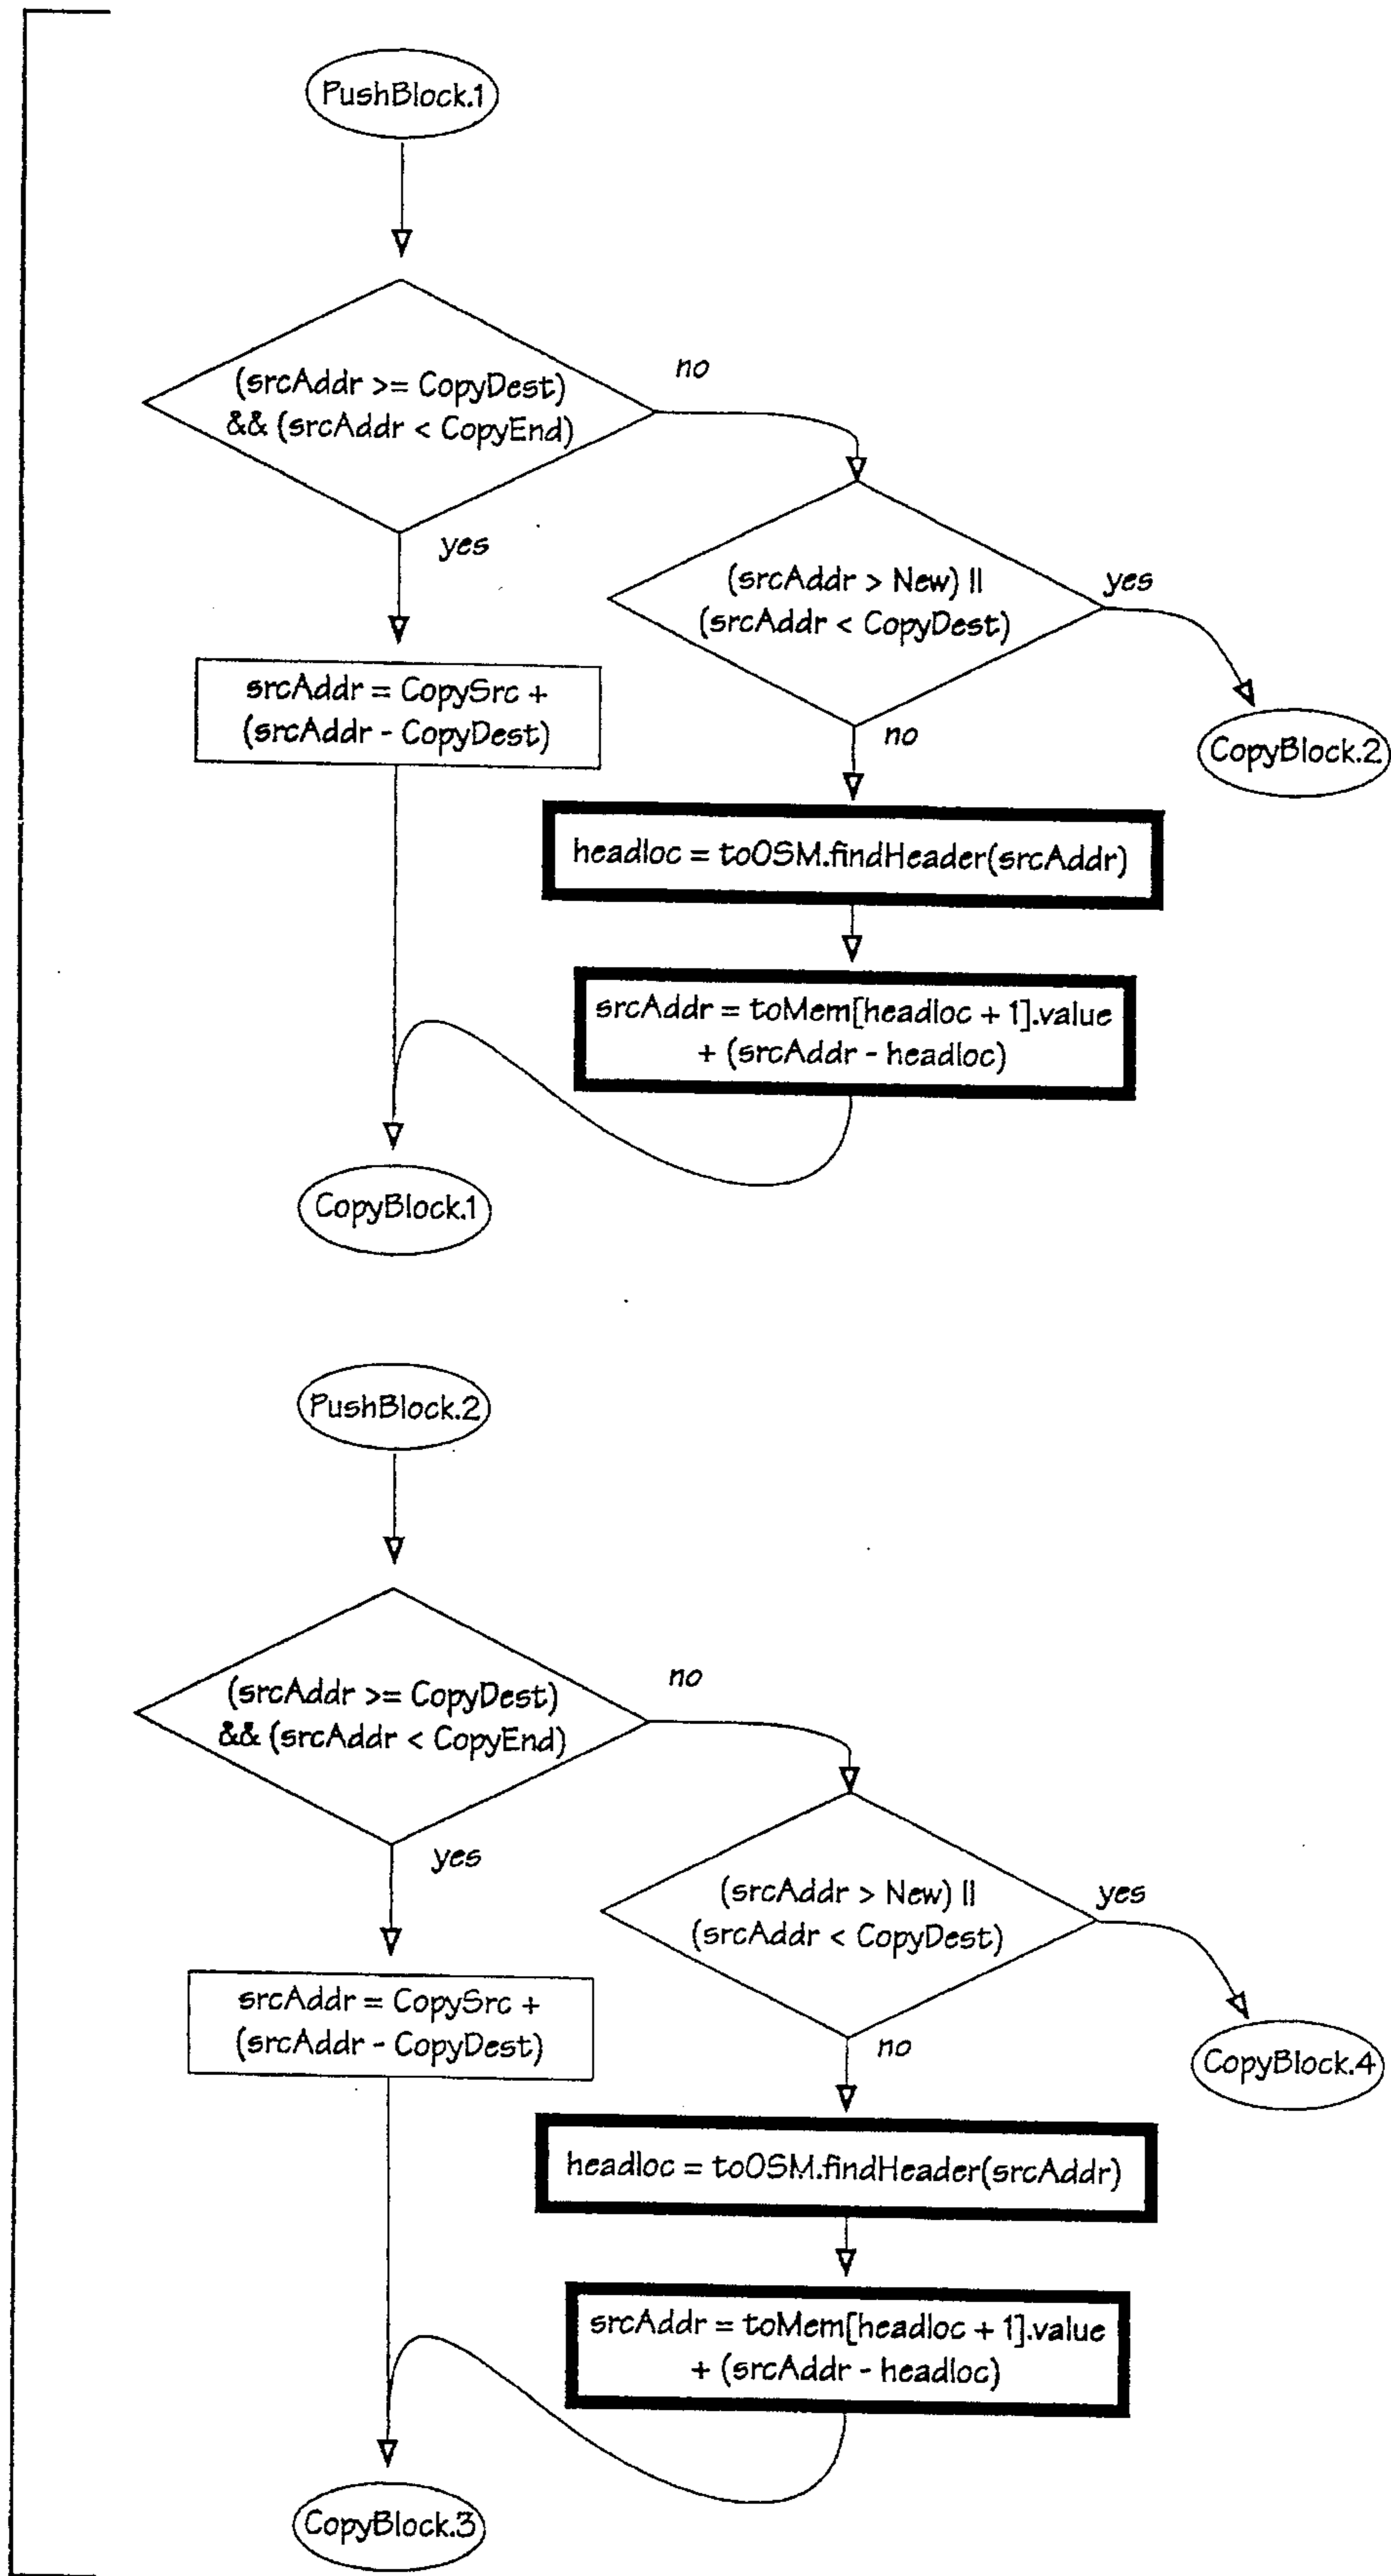 PushBlock.1
(srcAddr >= CopyDest)
&& (srcAddr < CopyEnd)
no
yes
(srcAddr > New) ||
(srcAddr < CopyDest)
yes
no
srcAddr = CopySrc +
(srcAddr - CopyDest)
CopyBlock.2
headloc = toOSM.findHeader(srcAddr)
srcAddr = toMem[headloc + 1].value
+ (srcAddr - headloc)
CopyBlock.1
PushBlock.2
(srcAddr >= CopyDest)
&& (srcAddr < CopyEnd)
no
yes
(srcAddr > New) ||
(srcAddr < CopyDest)
yes
no
srcAddr = CopySrc +
(srcAddr - CopyDest)
CopyBlock.4
headloc = toOSM.findHeader(srcAddr)
srcAddr = toMem[headloc + 1].value
+ (srcAddr - headloc)
CopyBlock.3